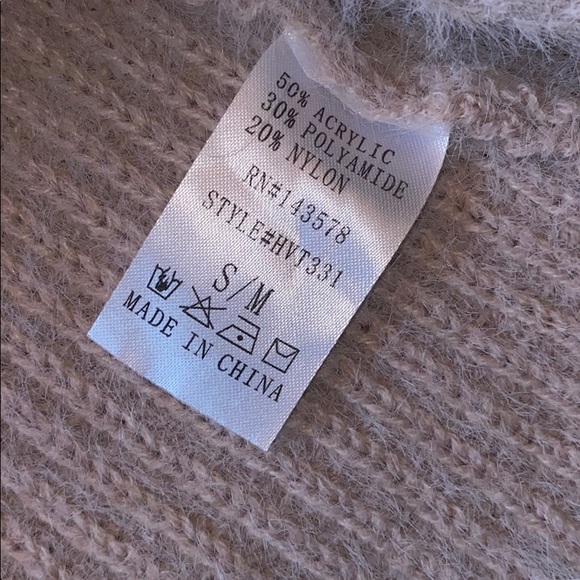 50% ACRYLIC
30% POLYAMIDE
20% NYLON
RN#143578
STYLE#HVT331
S/M
MADE IN CHINA